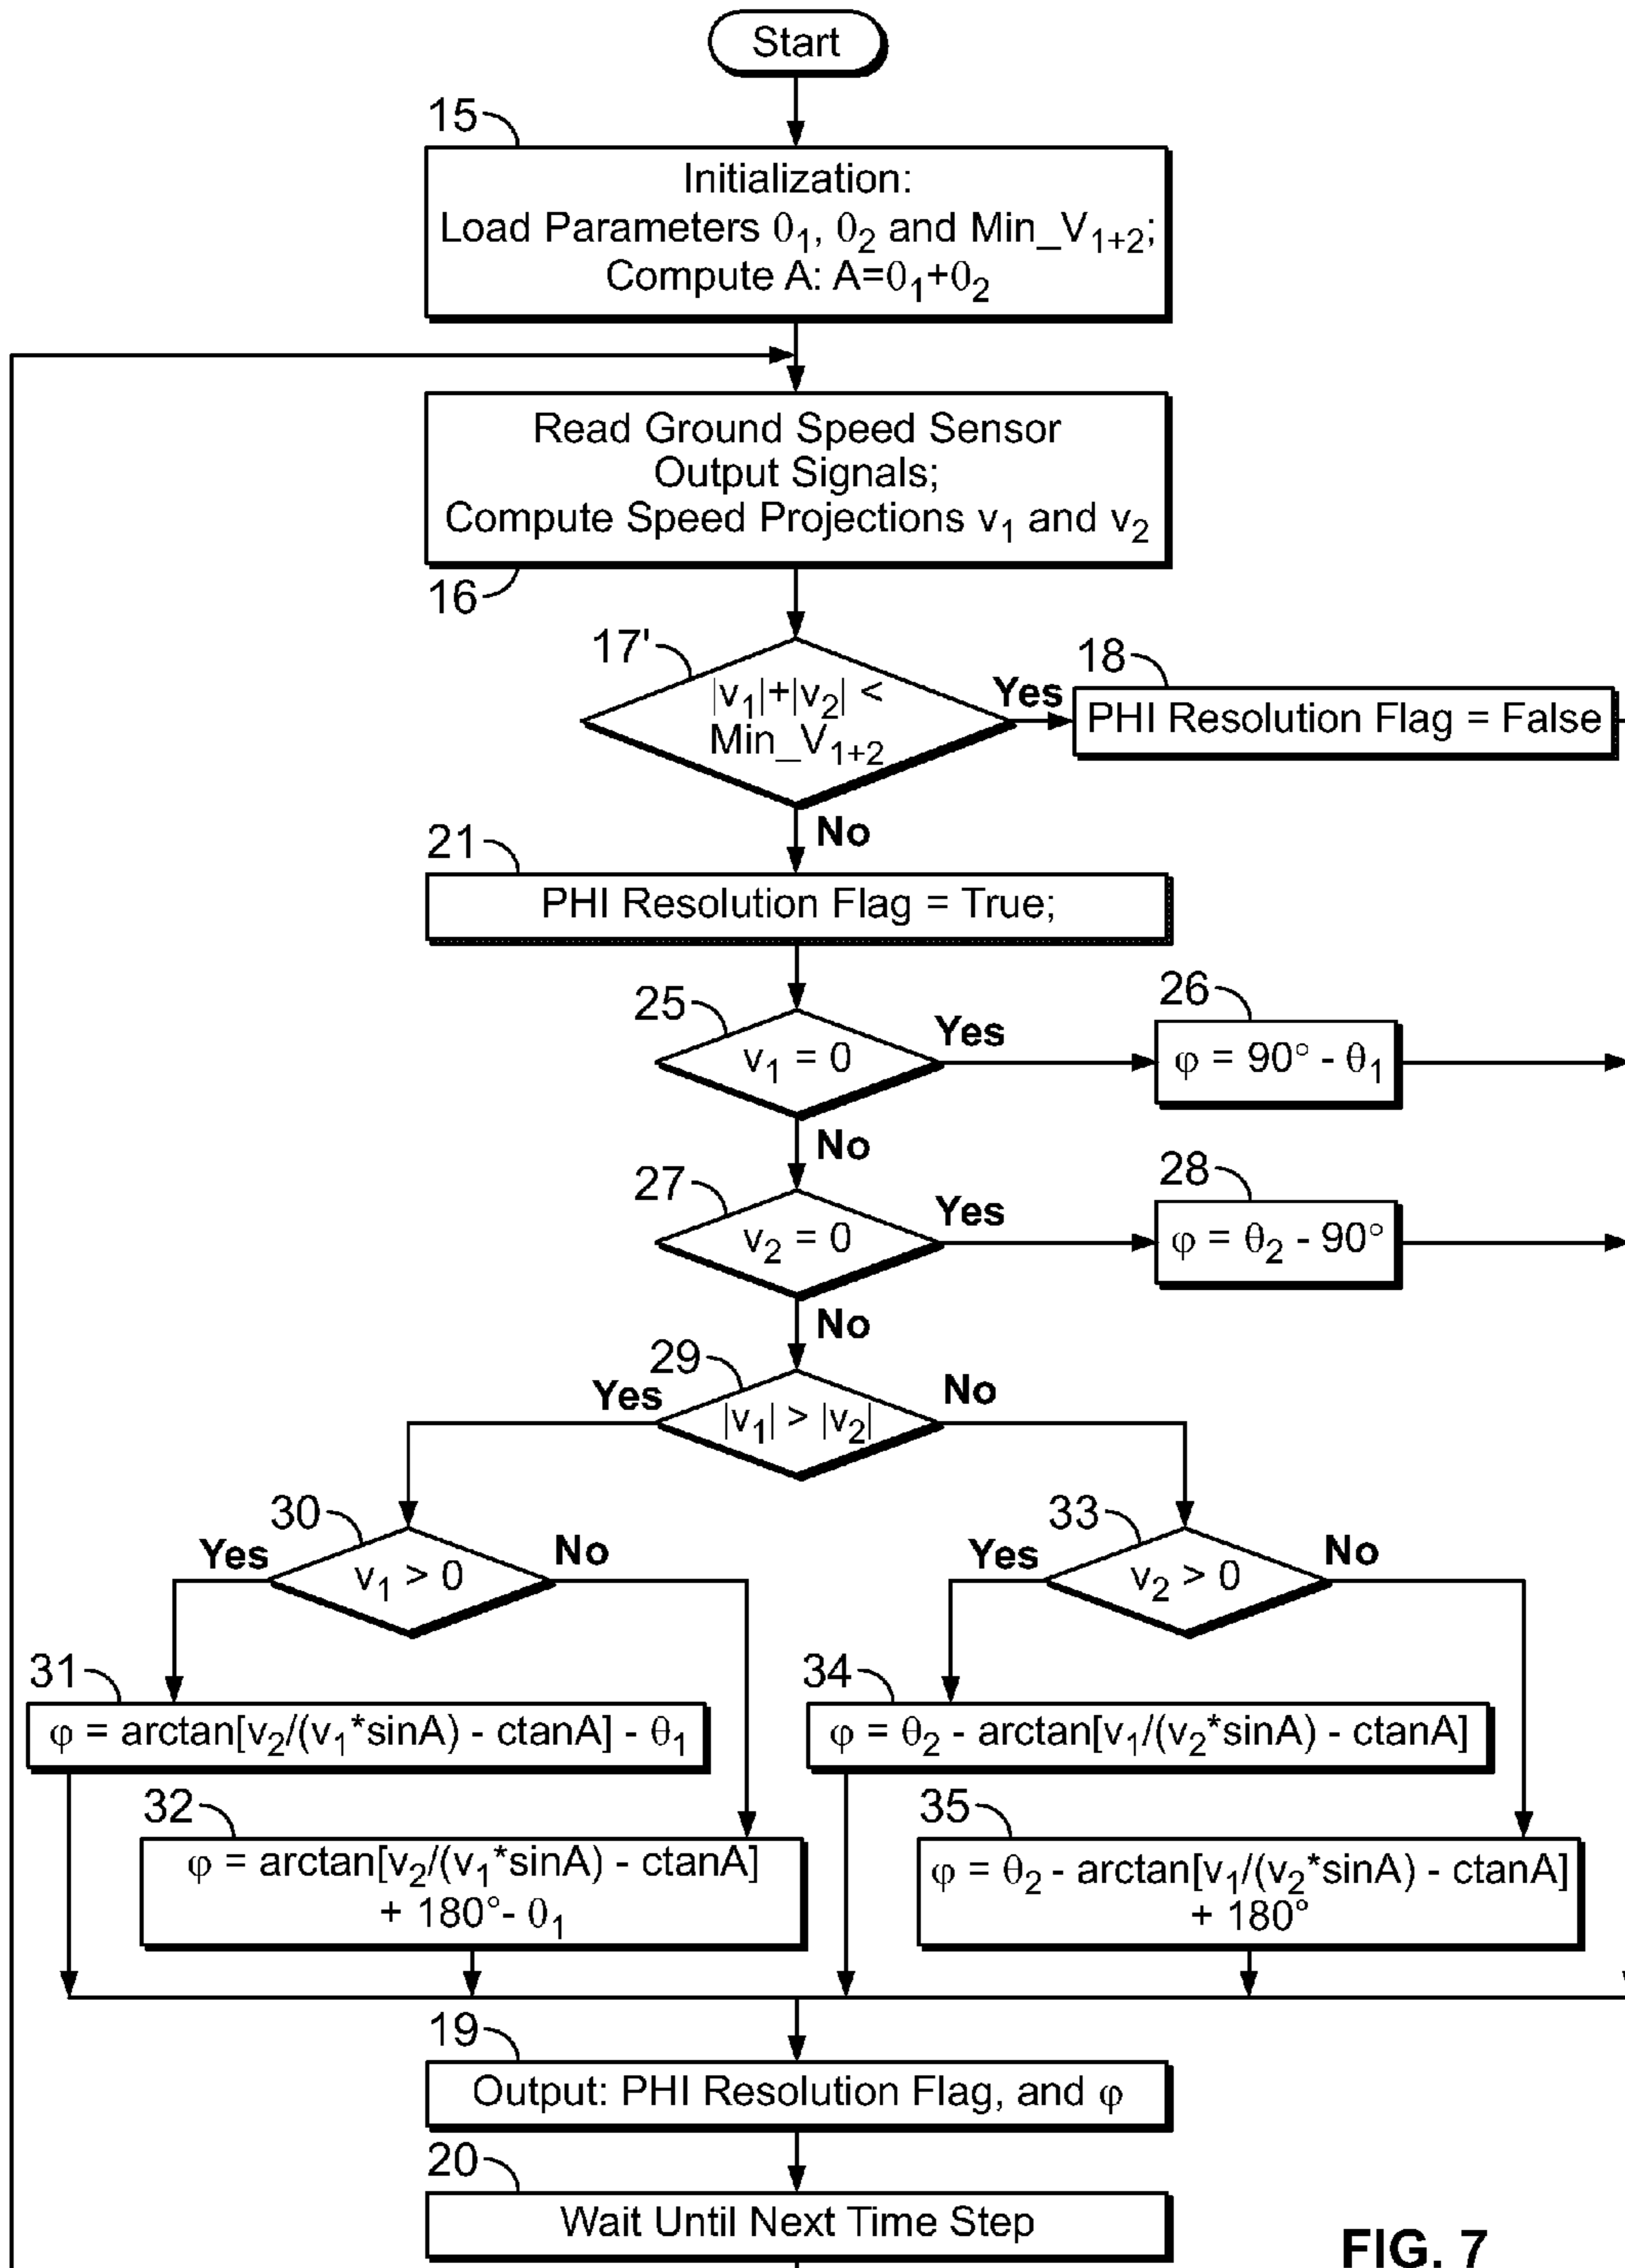 Start
15
Initialization:
Load Parameters θ₁, θ₂ and Min_V₁₊₂;
Compute A: A=θ₁+θ₂
Read Ground Speed Sensor
Output Signals;
Compute Speed Projections v₁ and v₂
16
17'
|v₁|+|v₂| <
Min_V₁₊₂
Yes
18
PHI Resolution Flag = False
No
21
PHI Resolution Flag = True;
25
v₁ = 0
Yes
26
φ = 90° - θ₁
No
27
v₂ = 0
Yes
28
φ = θ₂ - 90°
No
29
Yes
|v₁| > |v₂|
No
30
Yes
v₁ > 0
No
33
Yes
v₂ > 0
No
31
φ = arctan[v₂/(v₁*sinA) - ctanA] - θ₁
34
φ = θ₂ - arctan[v₁/(v₂*sinA) - ctanA]
32
φ = arctan[v₂/(v₁*sinA) - ctanA]
+ 180°- θ₁
35
φ = θ₂ - arctan[v₁/(v₂*sinA) - ctanA]
+ 180°
19
Output: PHI Resolution Flag, and φ
20
Wait Until Next Time Step
FIG. 7